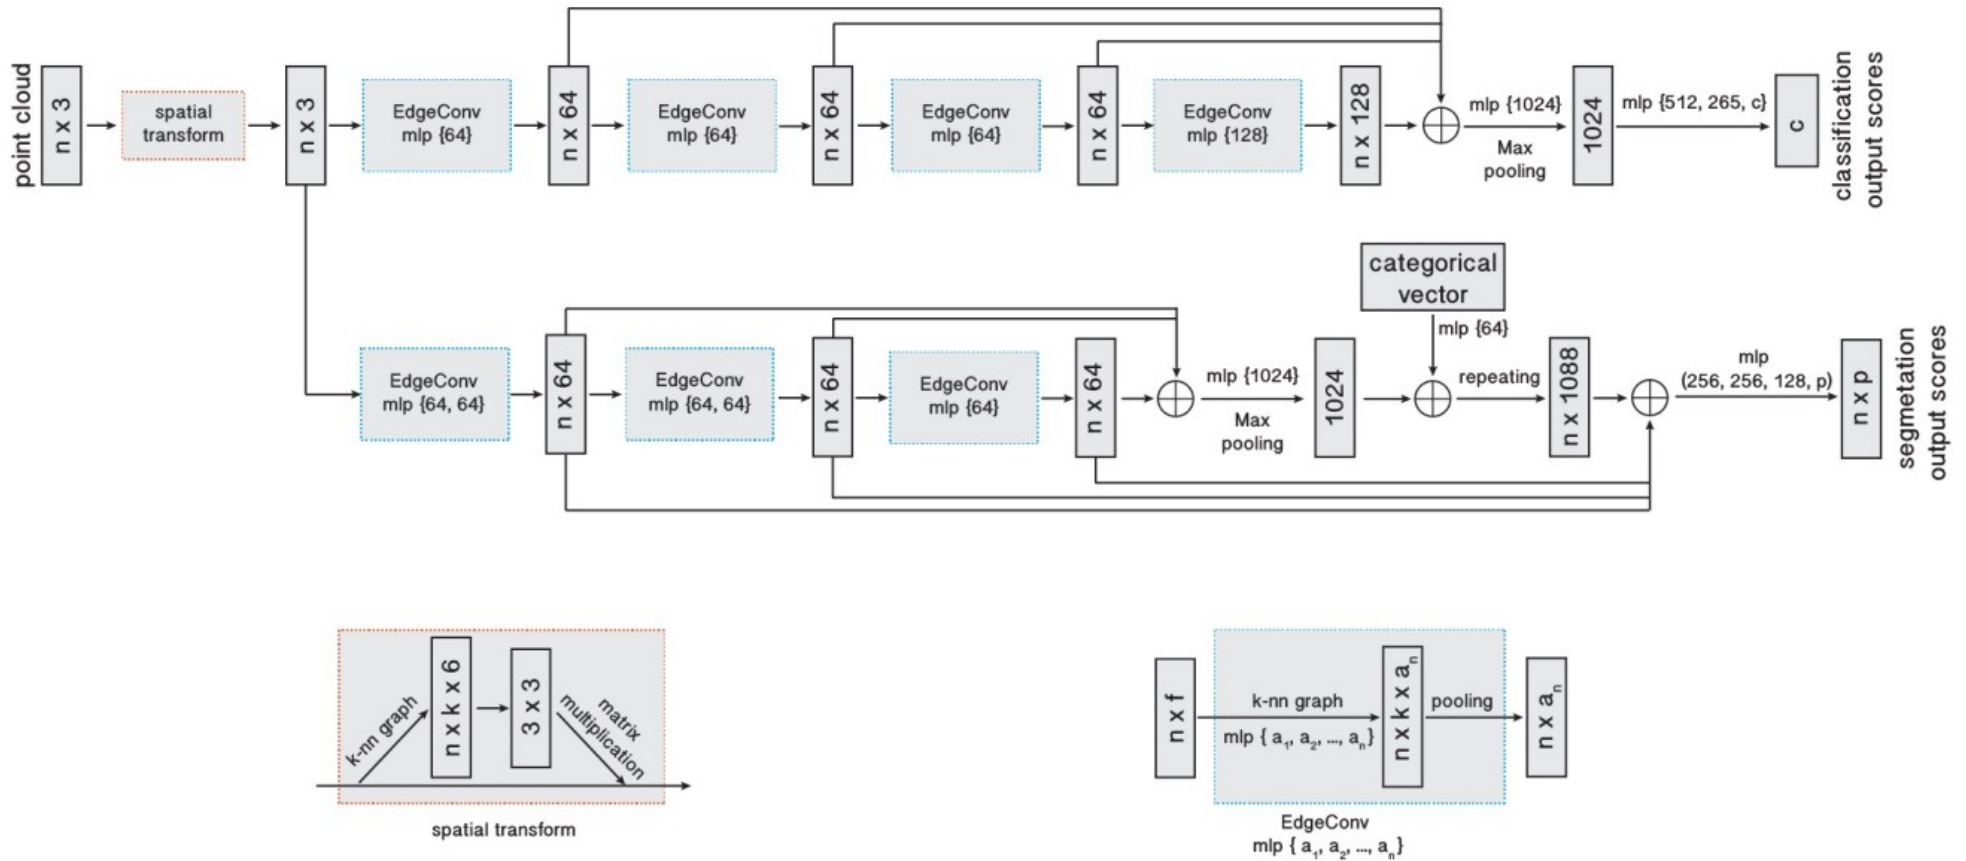 point cloud
n x 3
spatial
transform
n x 3
EdgeConv
mlp {64}
n x 64
EdgeConv
mlp {64}
n x 64
EdgeConv
mlp {64}
n x 64
EdgeConv
mlp {128}
n x 128
mlp {1024}
Max
pooling
1024
mlp {512, 265, c}
c
classification
output scores
categorical
vector
mlp {64}
EdgeConv
mlp {64, 64}
n x 64
EdgeConv
mlp {64, 64}
n x 64
EdgeConv
mlp {64}
n x 64
mlp {1024}
Max
pooling
1024
repeating
n x 1088
mlp
(256, 256, 128, p)
n x p
segmetation
output scores
k-nn graph
n x k x 6
3 x 3
matrix
multiplication
spatial transform
n x f
k-nn graph
mlp { a₁, a₂, ..., aₙ}
n x k x aₙ
pooling
n x aₙ
EdgeConv
mlp { a₁, a₂, ..., aₙ}